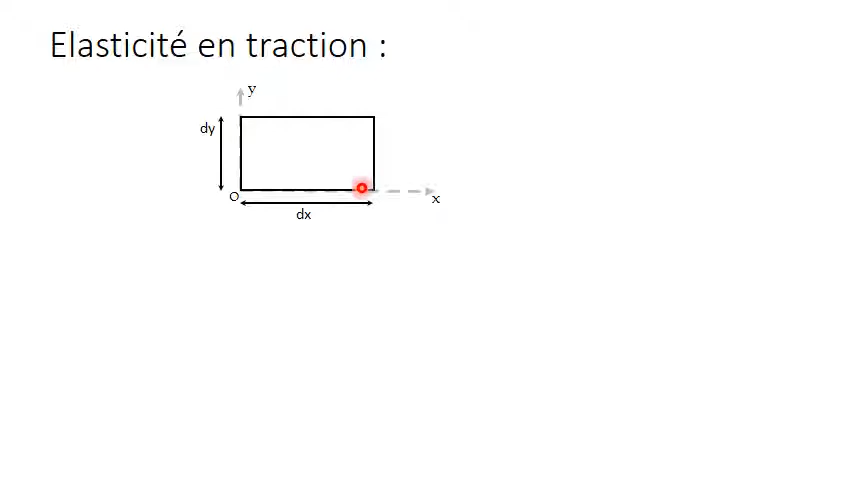 Elasticité en traction :
y
dy
O
x
dx